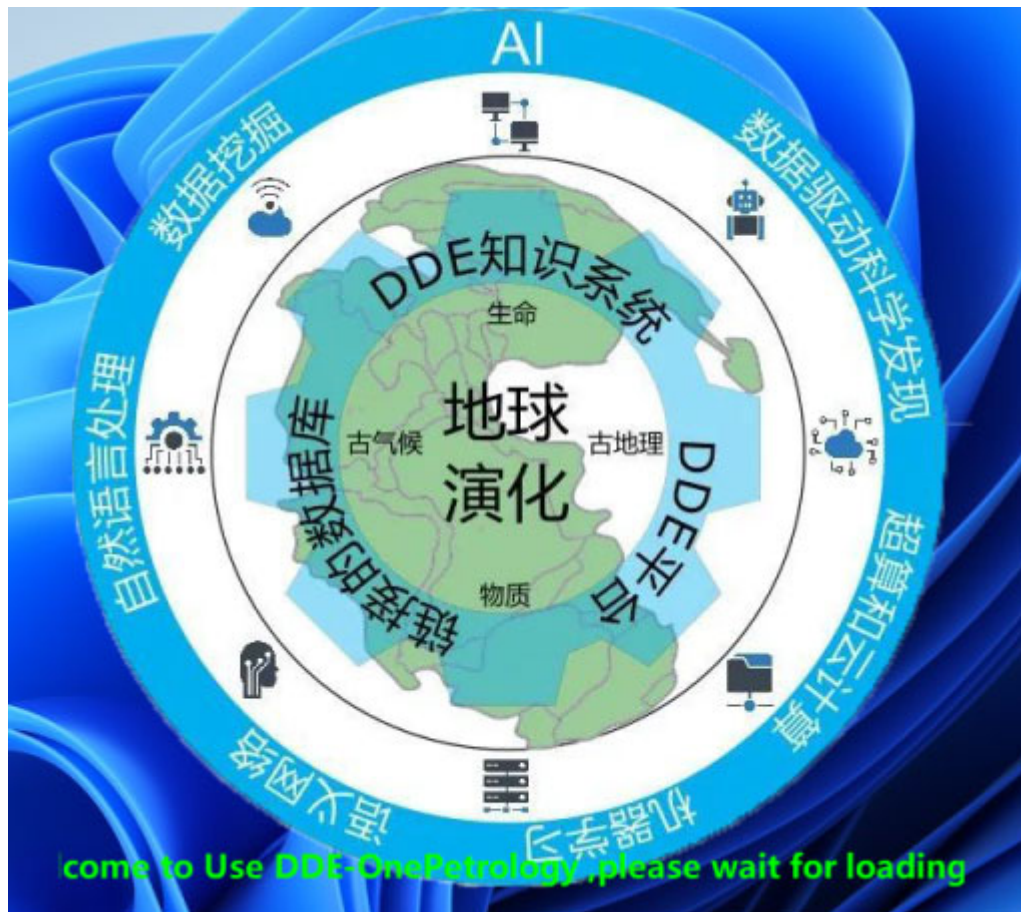 AI
数据挖掘
数据驱动科学发现
自然语言处理
超算和云计算
语义网络
机器学习
DDE知识系统
生命
地球
演化
古气候
古地理
链接的数据库
DDE平台
物质
come to Use DDE-OnePetrology ,please wait for loading